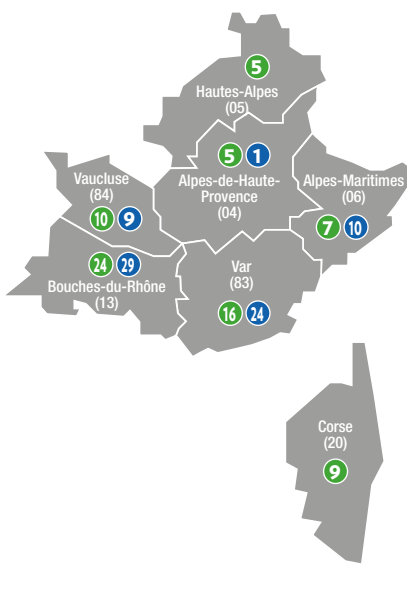 5
Hautes-Alpes
(05)
5 1
Alpes-de-Haute-
Provence
(04)
Alpes-Maritimes
(06)
7 10
Vaucluse
(84)
10 9
24 29
Bouches-du-Rhône
(13)
Var
(83)
16 24
Corse
(20)
9